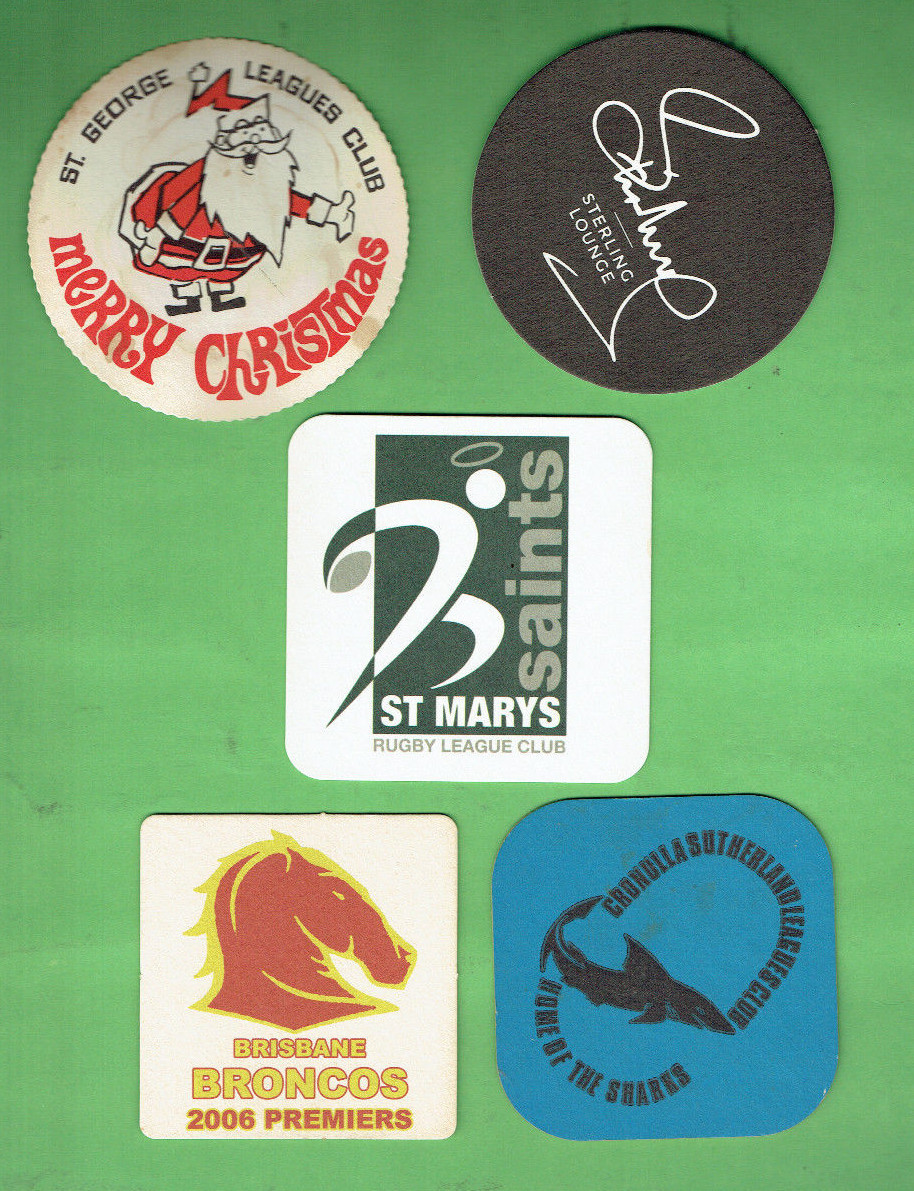 ST. GEORGE LEAGUES CLUB
MERRY CHRISTMAS
Sterling
STERLING
LOUNGE
saints
ST MARYS
RUGBY LEAGUE CLUB
BRISBANE
BRONCOS
2006 PREMIERS
CRONULLA SUTHERLAND LEAGUES CLUB
HOME OF THE SHARKS